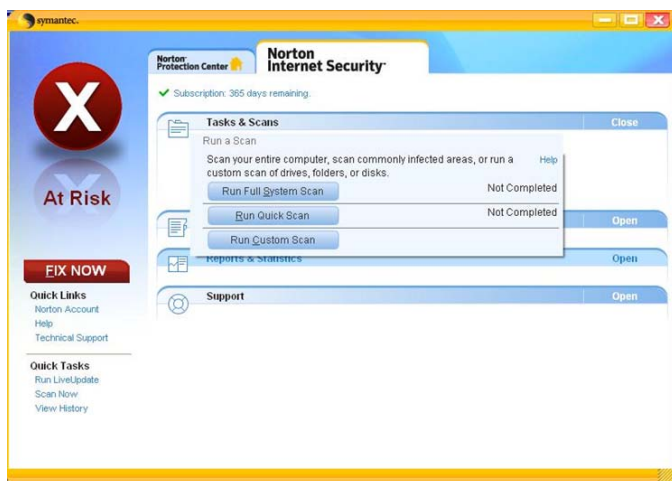 symantec.
Norton
Protection Center
Norton
Internet Security
Subscription: 365 days remaining.
X
At Risk
FIX NOW
Quick Links
Norton Account
Help
Technical Support
Quick Tasks
Run LiveUpdate
Scan Now
View History
Tasks & Scans Close
Run a Scan
Scan your entire computer, scan commonly infected areas, or run a Help
custom scan of drives, folders, or disks.
Run Full System Scan Not Completed
Run Quick Scan Not Completed
Run Custom Scan
Open
Reports & Statistics Open
Support Open